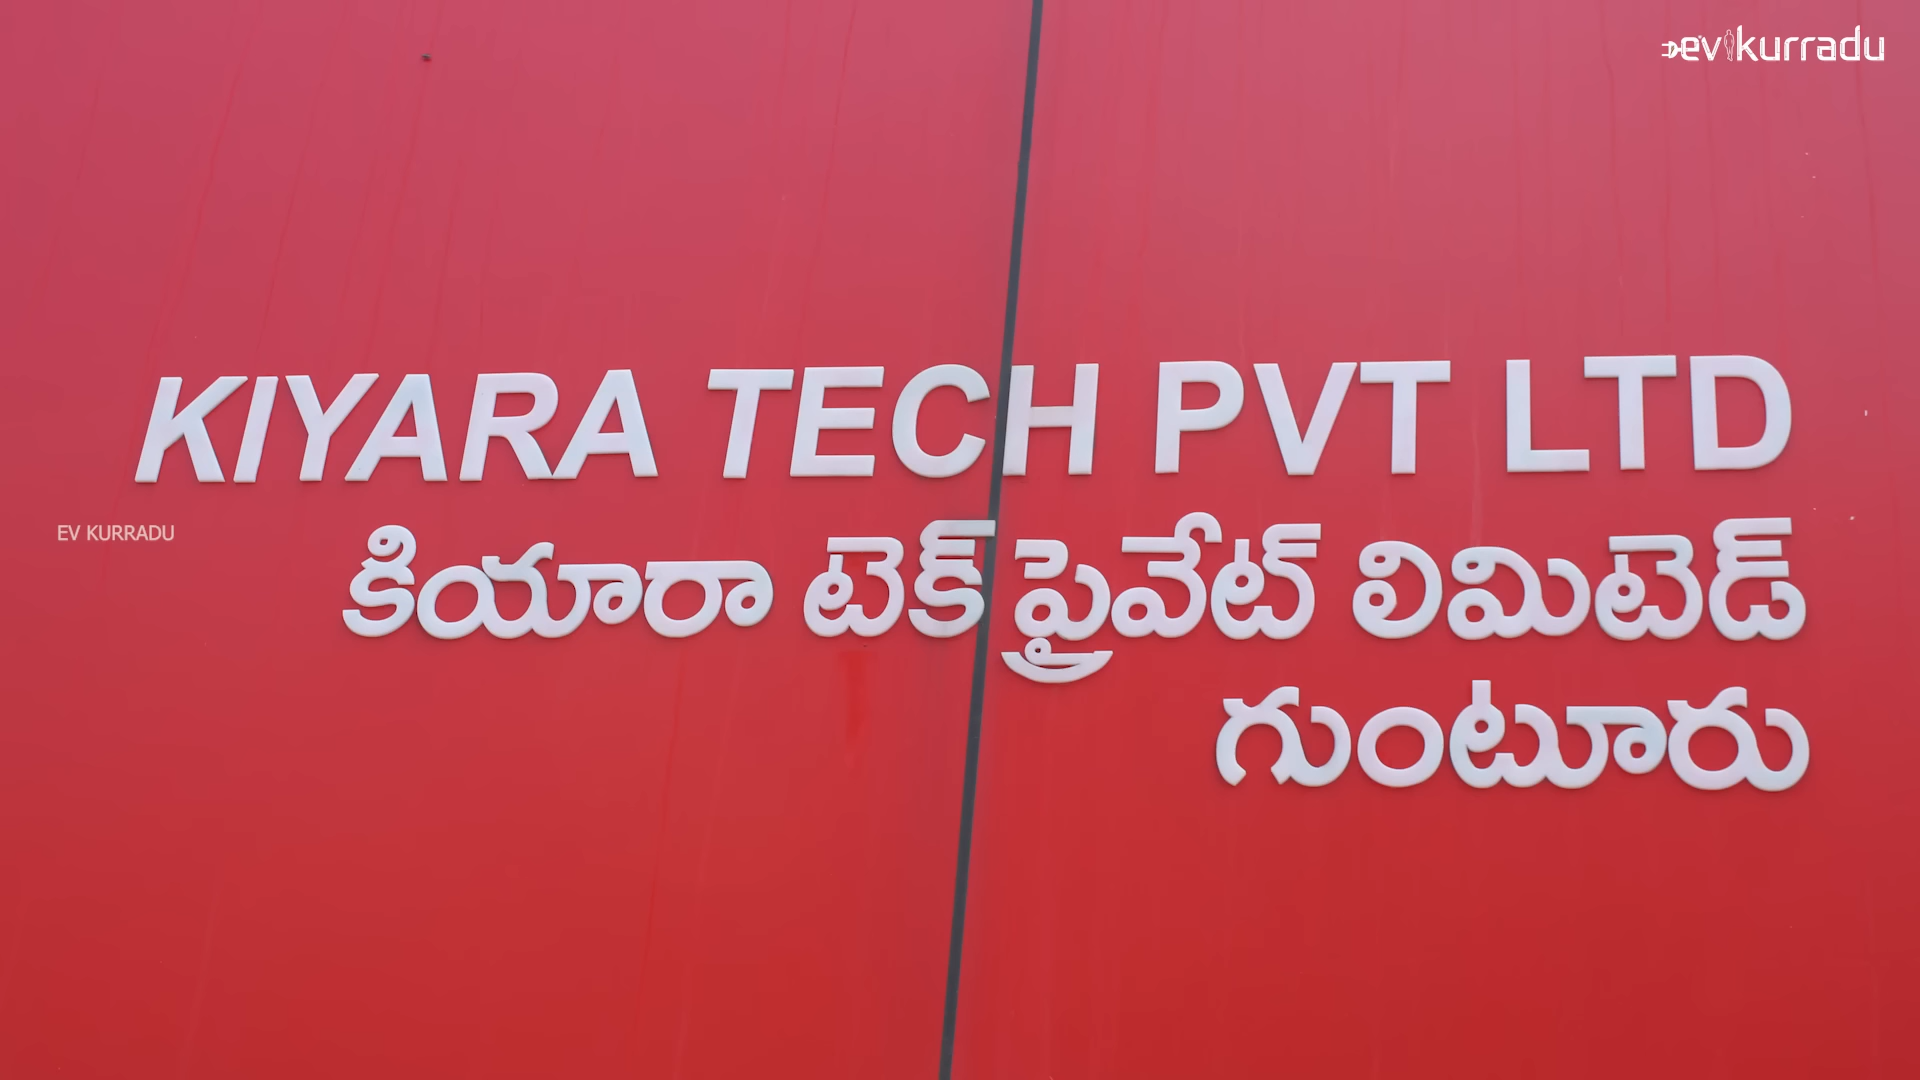 evkurradu
KIYARA TECH PVT LTD
EV KURRADU
కియారా టెక్ ప్రైవేట్ లిమిటెడ్
గుంటూరు